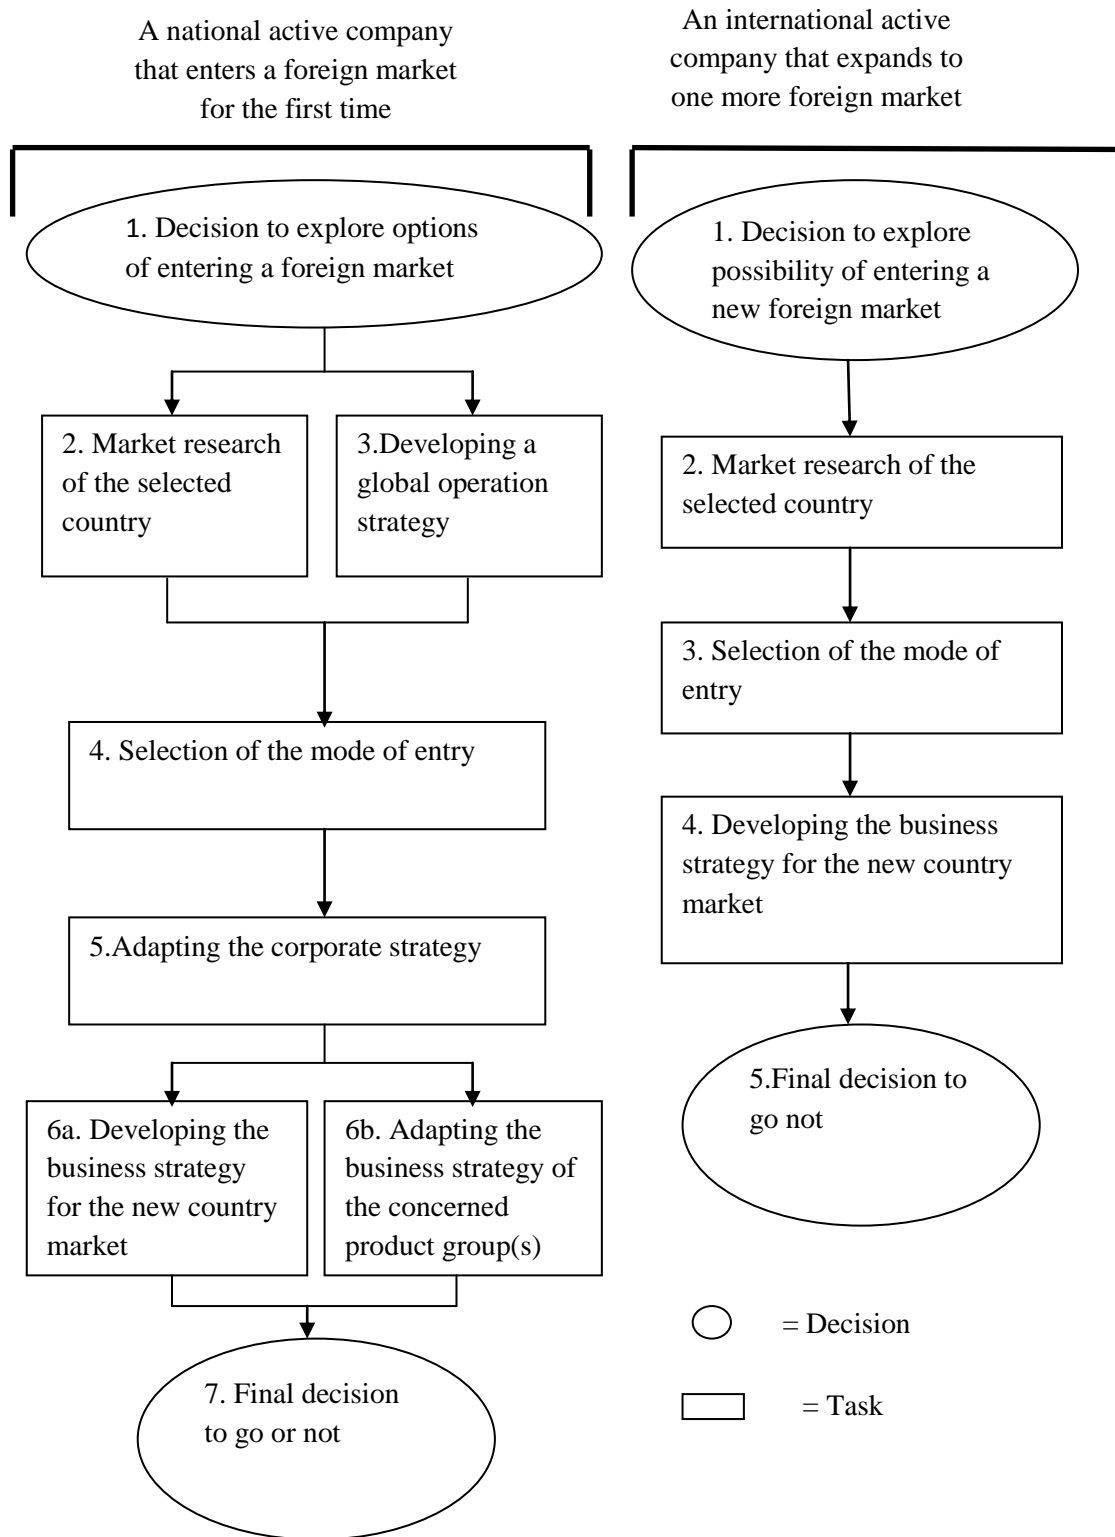 A national active company
that enters a foreign market
for the first time
1. Decision to explore options
of entering a foreign market
2. Market research
of the selected
country
3.Developing a
global operation
strategy
4. Selection of the mode of entry
5.Adapting the corporate strategy
6a. Developing the
business strategy
for the new country
market
6b. Adapting the
business strategy of
the concerned
product group(s)
7. Final decision
to go or not
An international active
company that expands to
one more foreign market
1. Decision to explore
possibility of entering a
new foreign market
2. Market research of the
selected country
3. Selection of the mode of
entry
4. Developing the business
strategy for the new country
market
5.Final decision to
go not
= Decision
= Task